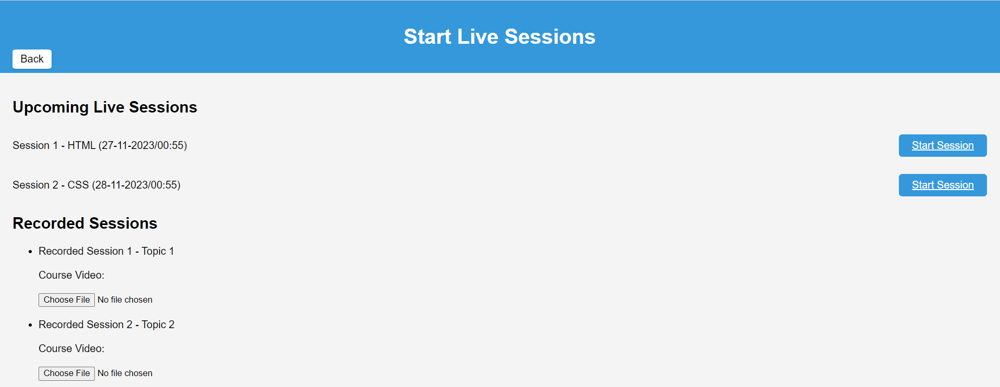 Start Live Sessions
Back
Upcoming Live Sessions
Session 1 - HTML (27-11-2023/00:55)
Start Session
Session 2 - CSS (28-11-2023/00:55)
Start Session
Recorded Sessions
• Recorded Session 1 - Topic 1
Course Video:
Choose File No file chosen
• Recorded Session 2 - Topic 2
Course Video:
Choose File No file chosen